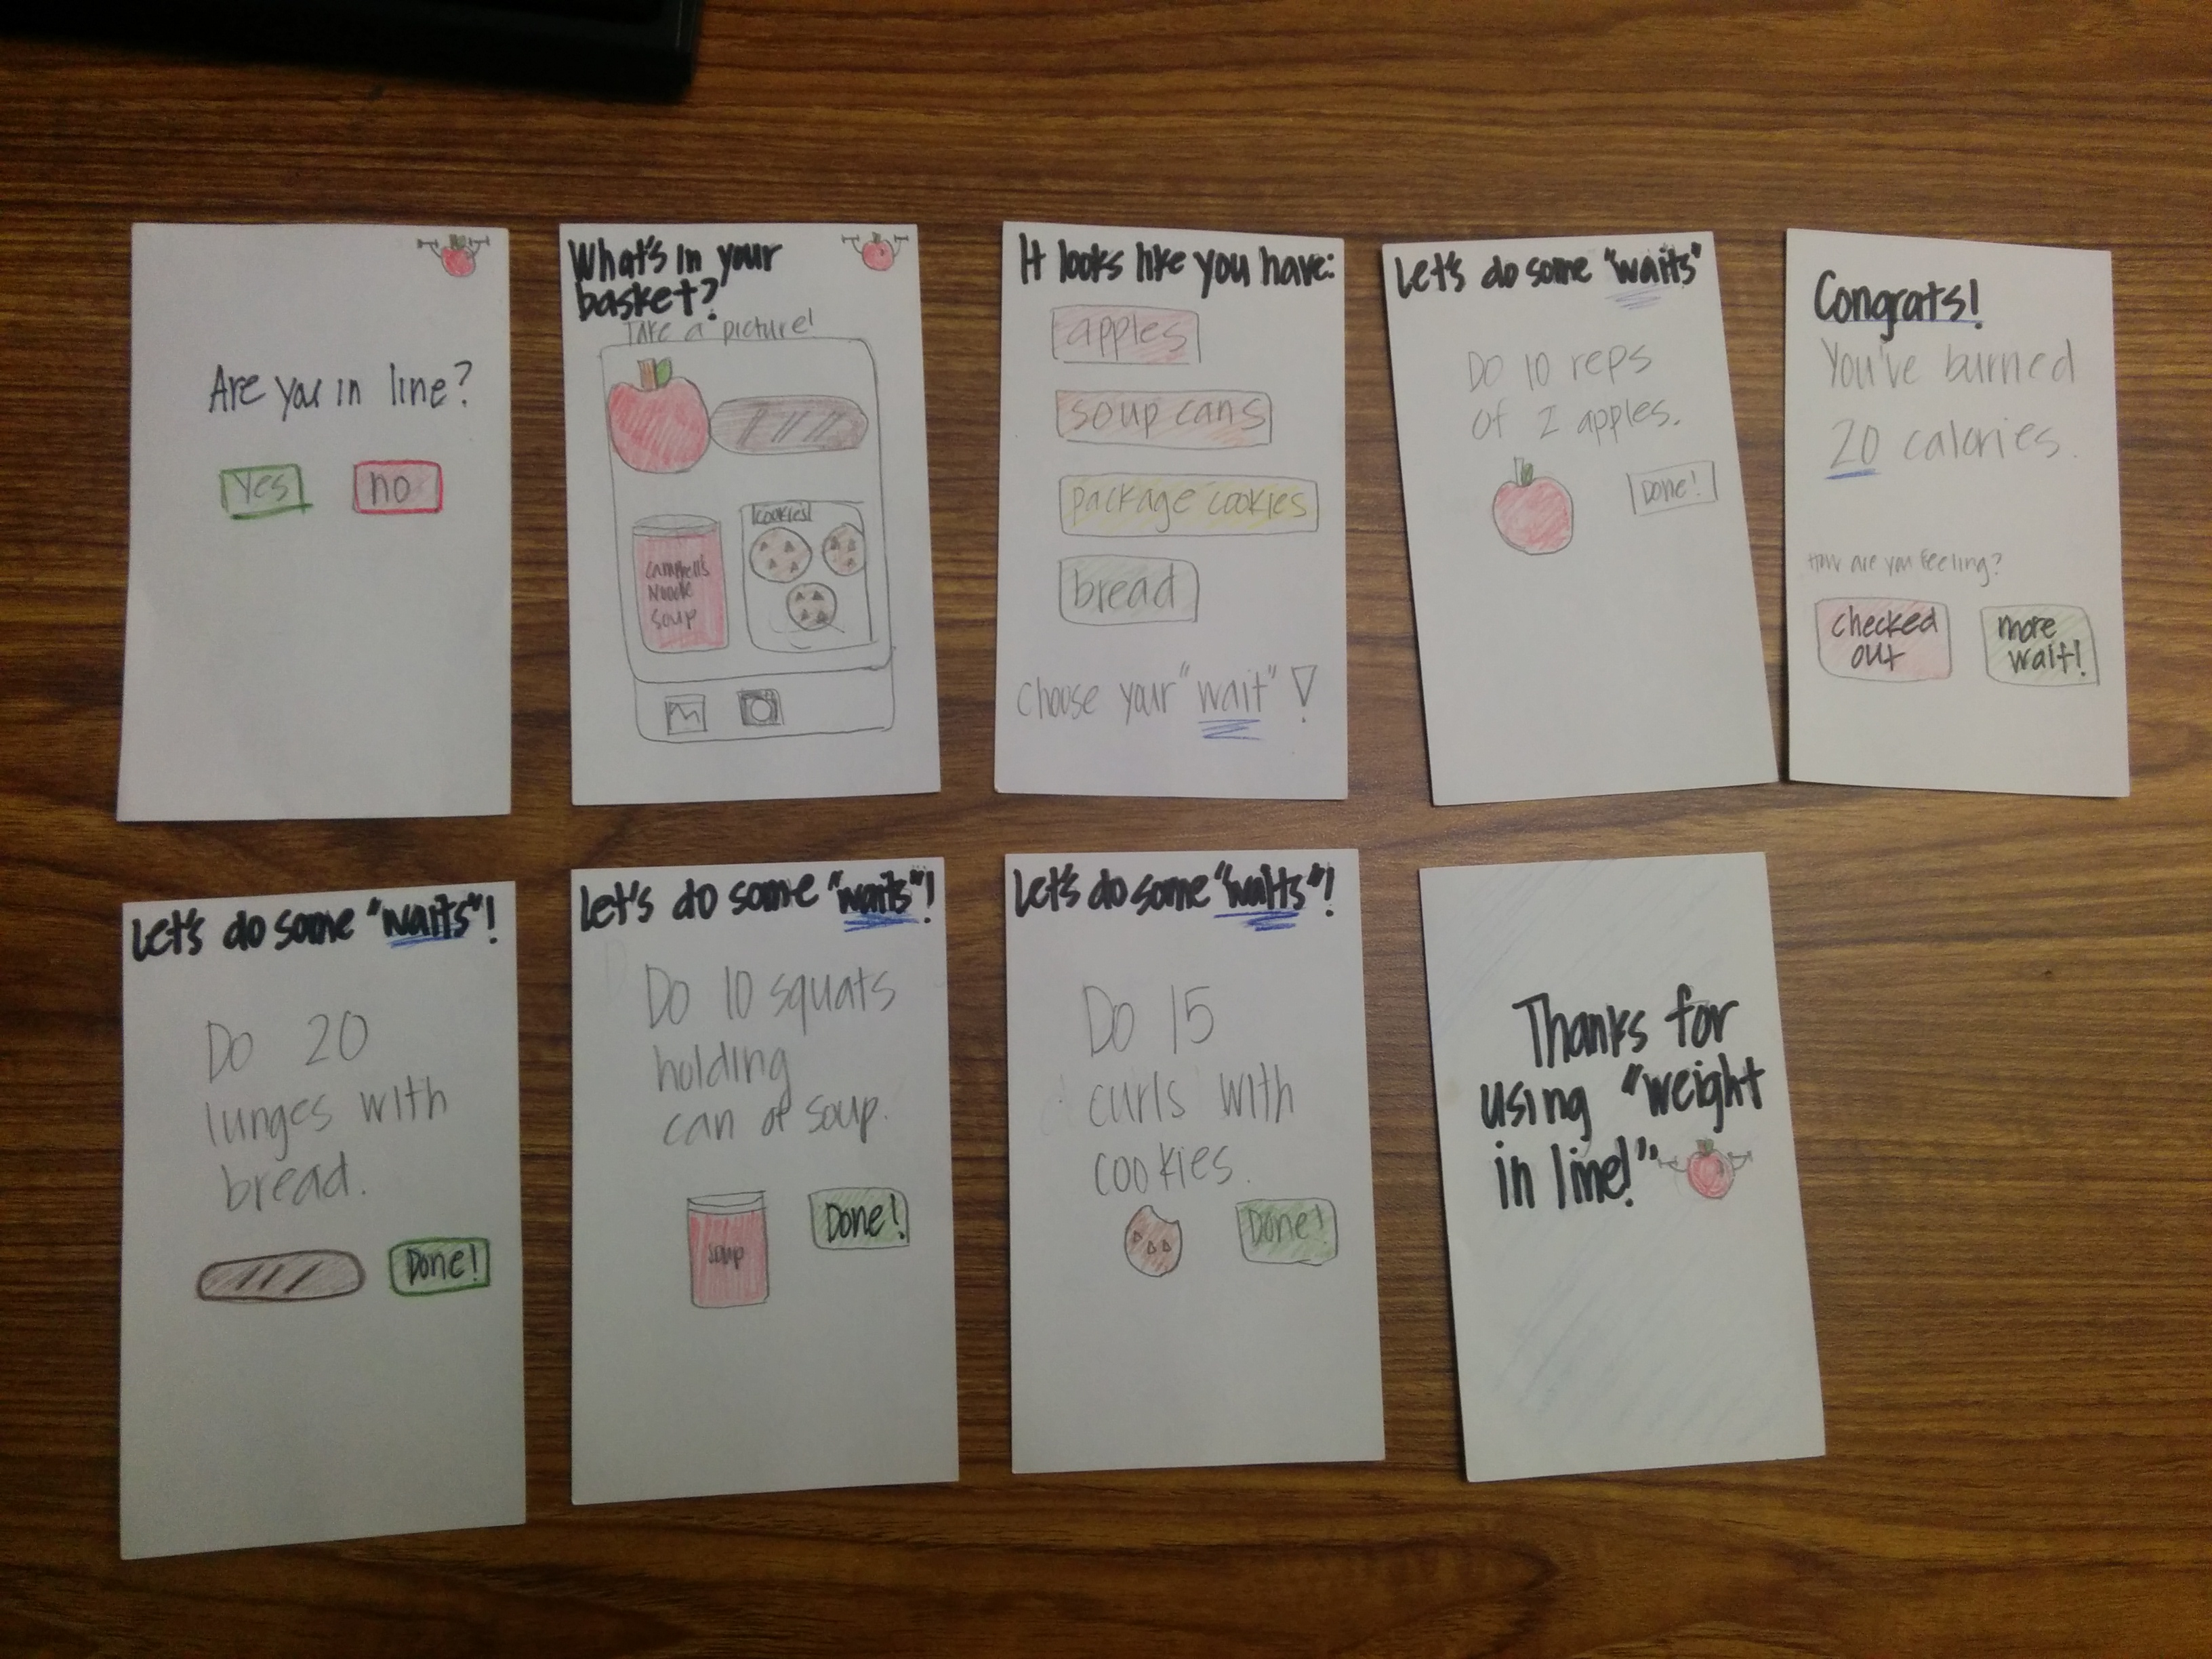 Are you in line?
yes
no
What's in your
basket?
Take a picture!
Campbell's
Noodle
Soup
cookies
It looks like you have:
apples
soup cans
package cookies
bread
choose your "wait"!
Let's do some "waits"
Do 10 reps
of 2 apples.
Done!
Congrats!
You've burned
20 calories.
How are you feeling?
checked
out
more
wait!
Let's do some "waits"!
Do 20
lunges with
bread.
Done!
Let's do some "waits"!
Do 10 squats
holding
can of soup.
soup
Done!
Let's do some "waits"!
Do 15
curls with
cookies.
Done!
Thanks for
using "weight
in line!"